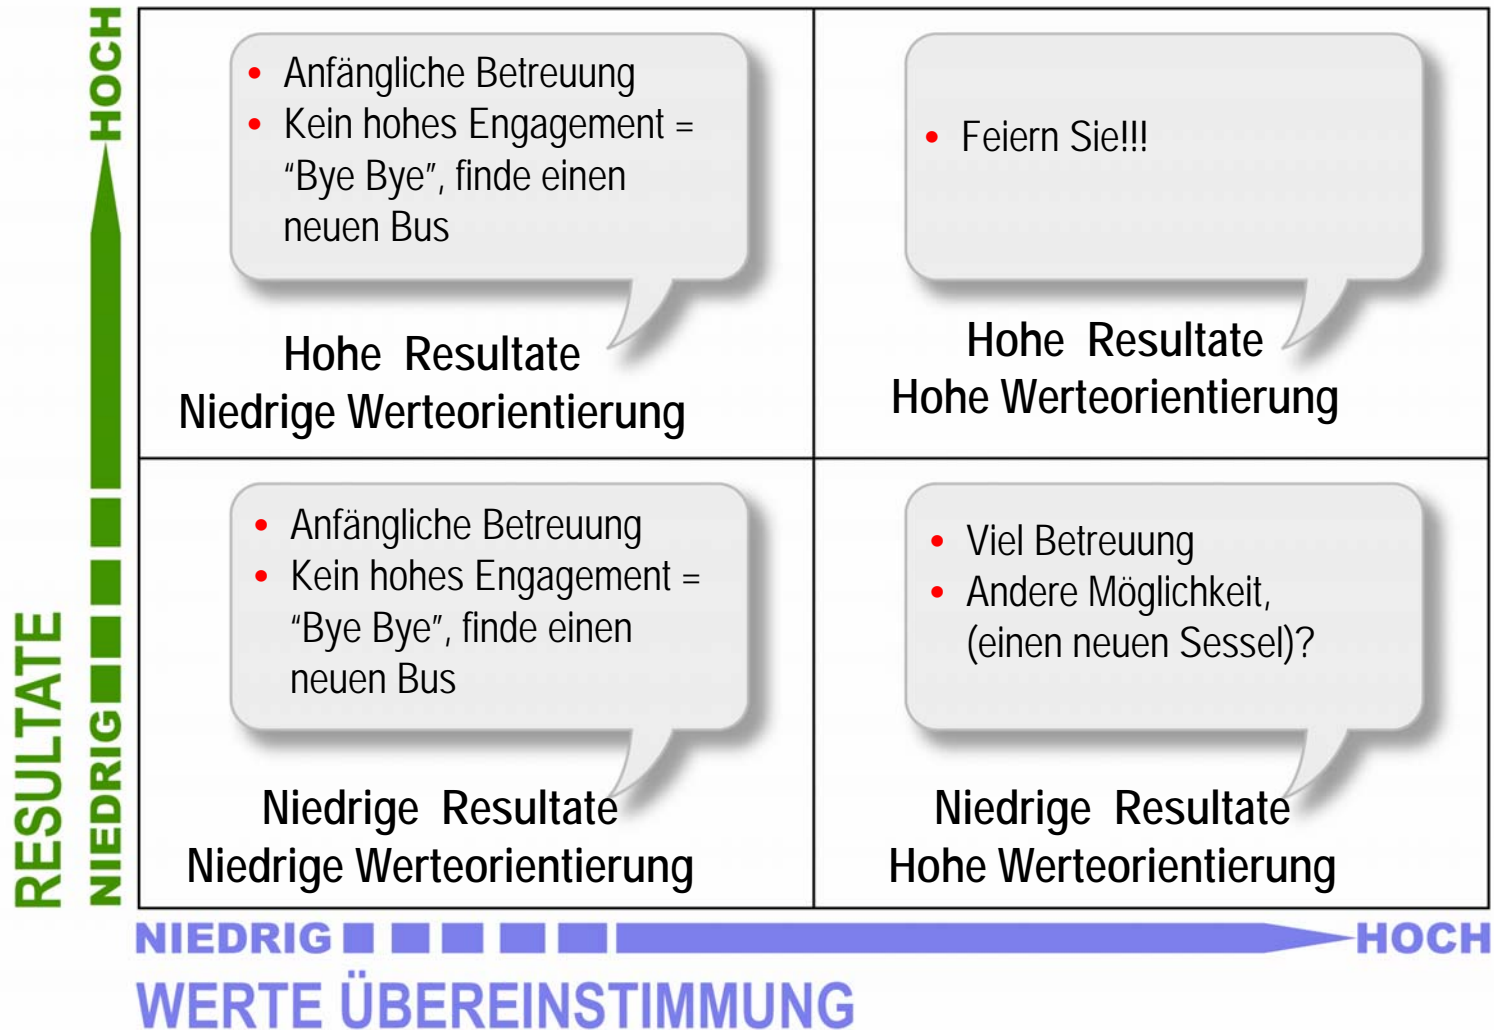 HOCH
RESULTATE
NIEDRIG
• Anfängliche Betreuung
• Kein hohes Engagement =
“Bye Bye”, finde einen
neuen Bus
Hohe Resultate
Niedrige Werteorientierung
• Feiern Sie!!!
Hohe Resultate
Hohe Werteorientierung
• Anfängliche Betreuung
• Kein hohes Engagement =
“Bye Bye”, finde einen
neuen Bus
Niedrige Resultate
Niedrige Werteorientierung
• Viel Betreuung
• Andere Möglichkeit,
(einen neuen Sessel)?
Niedrige Resultate
Hohe Werteorientierung
NIEDRIG
HOCH
WERTE ÜBEREINSTIMMUNG